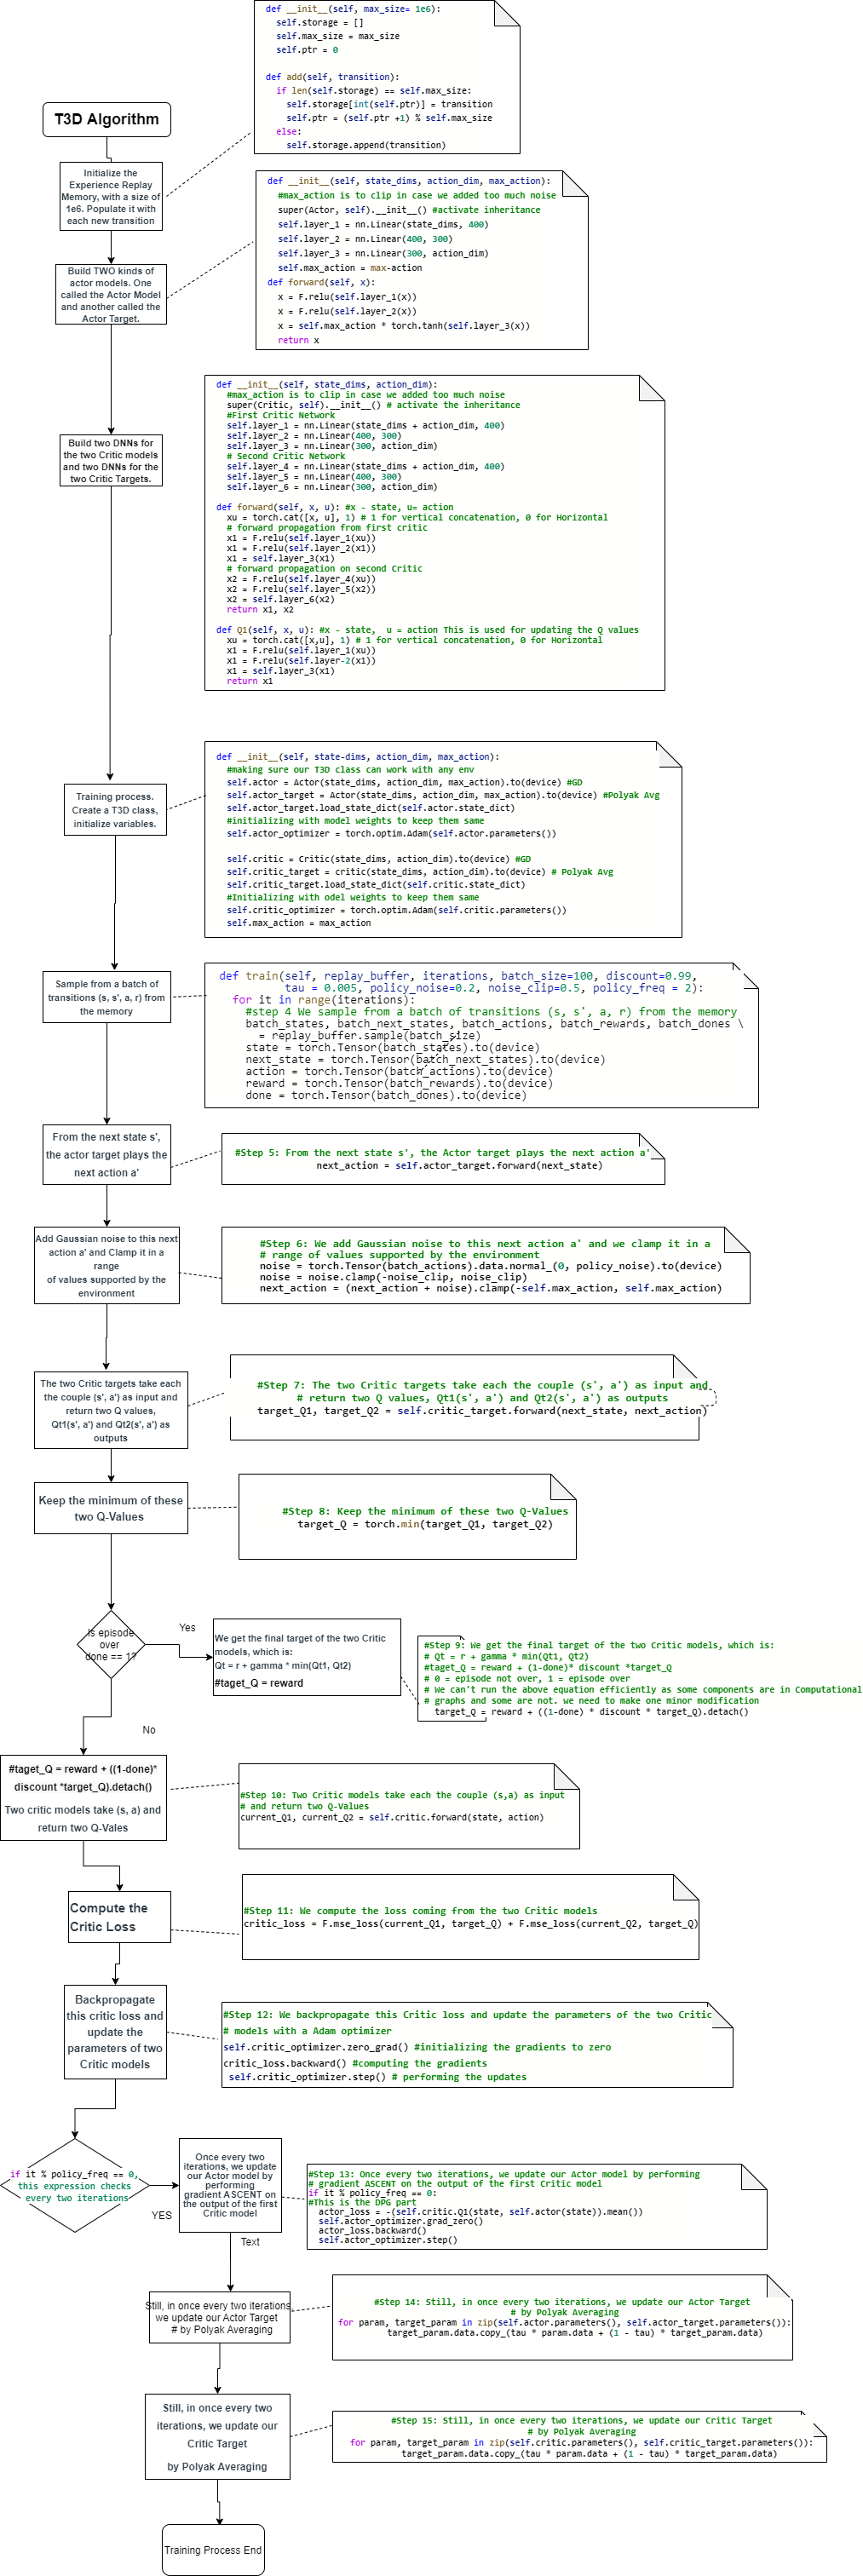 T3D Algorithm
def __init__(self, max_size= 1e6):
self.storage = []
self.max_size = max_size
self.ptr = 0
def add(self, transition):
if len(self.storage) == self.max_size:
self.storage[int(self.ptr)] = transition
self.ptr = (self.ptr +1) % self.max_size
else:
self.storage.append(transition)
Initialize the
Experience Replay
Memory, with a size of
1e6. Populate it with
each new transition
def __init__(self, state_dims, action_dim, max_action):
#max_action is to clip in case we added too much noise
super(Actor, self).__init__() #activate inheritance
self.layer_1 = nn.Linear(state_dims, 400)
self.layer_2 = nn.Linear(400, 300)
self.layer_3 = nn.Linear(300, action_dim)
self.max_action = max-action
def forward(self, x):
x = F.relu(self.layer_1(x))
x = F.relu(self.layer_2(x))
x = self.max_action * torch.tanh(self.layer_3(x))
return x
Build TWO kinds of
actor models. One
called the Actor Model
and another called the
Actor Target.
def __init__(self, state_dims, action_dim):
#max_action is to clip in case we added too much noise
super(Critic, self).__init__() # activate the inheritance
#First Critic Network
self.layer_1 = nn.Linear(state_dims + action_dim, 400)
self.layer_2 = nn.Linear(400, 300)
self.layer_3 = nn.Linear(300, action_dim)
# Second Critic Network
self.layer_4 = nn.Linear(state_dims + action_dim, 400)
self.layer_5 = nn.Linear(400, 300)
self.layer_6 = nn.Linear(300, action_dim)
def forward(self, x, u): #x - state, u= action
xu = torch.cat([x, u], 1) # 1 for vertical concatenation, 0 for Horizontal
# forward propagation from first critic
x1 = F.relu(self.layer_1(xu))
x1 = F.relu(self.layer_2(x1))
x1 = self.layer_3(x1)
# forward propagation on second Critic
x2 = F.relu(self.layer_4(xu))
x2 = F.relu(self.layer_5(x2))
x2 = self.layer_6(x2)
return x1, x2
def Q1(self, x, u): #x - state,  u = action This is used for updating the Q values
xu = torch.cat([x,u], 1) # 1 for vertical concatenation, 0 for Horizontal
x1 = F.relu(self.layer_1(xu))
x1 = F.relu(self.layer-2(x1))
x1 = self.layer_3(x1)
return x1
Build two DNNs for
the two Critic models
and two DNNs for the
two Critic Targets.
def __init__(self, state-dims, action_dim, max_action):
#making sure our T3D class can work with any env
self.actor = Actor(state_dims, action_dim, max_action).to(device) #GD
self.actor_target = Actor(state_dims, action_dim, max_action).to(device) #Polyak Avg
self.actor_target.load_state_dict(self.actor.state_dict)
#initializing with model weights to keep them same
self.actor_optimizer = torch.optim.Adam(self.actor.parameters())
self.critic = Critic(state_dims, action_dim).to(device) #GD
self.critic_target = critic(state_dims, action_dim).to(device) # Polyak Avg
self.critic_target.load_state_dict(self.critic.state_dict)
#Initializing with odel weights to keep them same
self.critic_optimizer = torch.optim.Adam(self.critic.parameters())
self.max_action = max_action
Training process.
Create a T3D class,
initialize variables.
def train(self, replay_buffer, iterations, batch_size=100, discount=0.99,
tau = 0.005, policy_noise=0.2, noise_clip=0.5, policy_freq = 2):
for it in range(iterations):
#step 4 We sample from a batch of transitions (s, s', a, r) from the memory
batch_states, batch_next_states, batch_actions, batch_rewards, batch_dones \
= replay_buffer.sample(batch_size)
state = torch.Tensor(batch_states).to(device)
next_state = torch.Tensor(batch_next_states).to(device)
action = torch.Tensor(batch_actions).to(device)
reward = torch.Tensor(batch_rewards).to(device)
done = torch.Tensor(batch_dones).to(device)
Sample from a batch of
transitions (s, s', a, r) from
the memory
From the next state s',
the actor target plays the
next action a'
#Step 5: From the next state s', the Actor target plays the next action a'
next_action = self.actor_target.forward(next_state)
Add Gaussian noise to this next
action a' and Clamp it in a
range
of values supported by the
environment
#Step 6: We add Gaussian noise to this next action a' and we clamp it in a
# range of values supported by the environment
noise = torch.Tensor(batch_actions).data.normal_(0, policy_noise).to(device)
noise = noise.clamp(-noise_clip, noise_clip)
next_action = (next_action + noise).clamp(-self.max_action, self.max_action)
The two Critic targets take each
the couple (s', a') as input and
return two Q values,
Qt1(s', a') and Qt2(s', a') as
outputs
#Step 7: The two Critic targets take each the couple (s', a') as input and
# return two Q values, Qt1(s', a') and Qt2(s', a') as outputs
target_Q1, target_Q2 = self.critic_target.forward(next_state, next_action)
Keep the minimum of these
two Q-Values
#Step 8: Keep the minimum of these two Q-Values
target_Q = torch.min(target_Q1, target_Q2)
Is episode
over
done == 1?
Yes
We get the final target of the two Critic
models, which is:
Qt = r + gamma * min(Qt1, Qt2)
#taget_Q = reward
#Step 9: We get the final target of the two Critic models, which is:
# Qt = r + gamma * min(Qt1, Qt2)
#taget_Q = reward + (1-done)* discount *target_Q
# 0 = episode not over, 1 = episode over
# We can't run the above equation efficiently as some components are in Computational
# graphs and some are not. we need to make one minor modification
target_Q = reward + ((1-done) * discount * target_Q).detach()
No
#taget_Q = reward + ((1-done)*
discount *target_Q).detach()
Two critic models take (s, a) and
return two Q-Vales
#Step 10: Two Critic models take each the couple (s,a) as input
# and return two Q-Values
current_Q1, current_Q2 = self.critic.forward(state, action)
Compute the
Critic Loss
#Step 11: We compute the loss coming from the two Critic models
critic_loss = F.mse_loss(current_Q1, target_Q) + F.mse_loss(current_Q2, target_Q)
Backpropagate
this critic loss and
update the
parameters of two
Critic models
#Step 12: We backpropagate this Critic loss and update the parameters of the two Critic
# models with a Adam optimizer
self.critic_optimizer.zero_grad() #initializing the gradients to zero
critic_loss.backward() #computing the gradients
self.critic_optimizer.step() # performing the updates
if it % policy_freq == 0,
this expression checks
every two iterations
YES
Once every two
iterations, we update
our Actor model by
performing
gradient ASCENT on
the output of the first
Critic model
#Step 13: Once every two iterations, we update our Actor model by performing
# gradient ASCENT on the output of the first Critic model
if it % policy_freq == 0:
#This is the DPG part
actor_loss = -(self.critic.Q1(state, self.actor(state)).mean())
self.actor_optimizer.grad_zero()
actor_loss.backward()
self.actor_optimizer.step()
Text
Still, in once every two iterations,
we update our Actor Target
# by Polyak Averaging
#Step 14: Still, in once every two iterations, we update our Actor Target
# by Polyak Averaging
for param, target_param in zip(self.actor.parameters(), self.actor_target.parameters()):
target_param.data.copy_(tau * param.data + (1 - tau) * target_param.data)
Still, in once every two
iterations, we update our
Critic Target
by Polyak Averaging
#Step 15: Still, in once every two iterations, we update our Critic Target
# by Polyak Averaging
for param, target_param in zip(self.critic.parameters(), self.critic_target.parameters()):
target_param.data.copy_(tau * param.data + (1 - tau) * target_param.data)
Training Process End